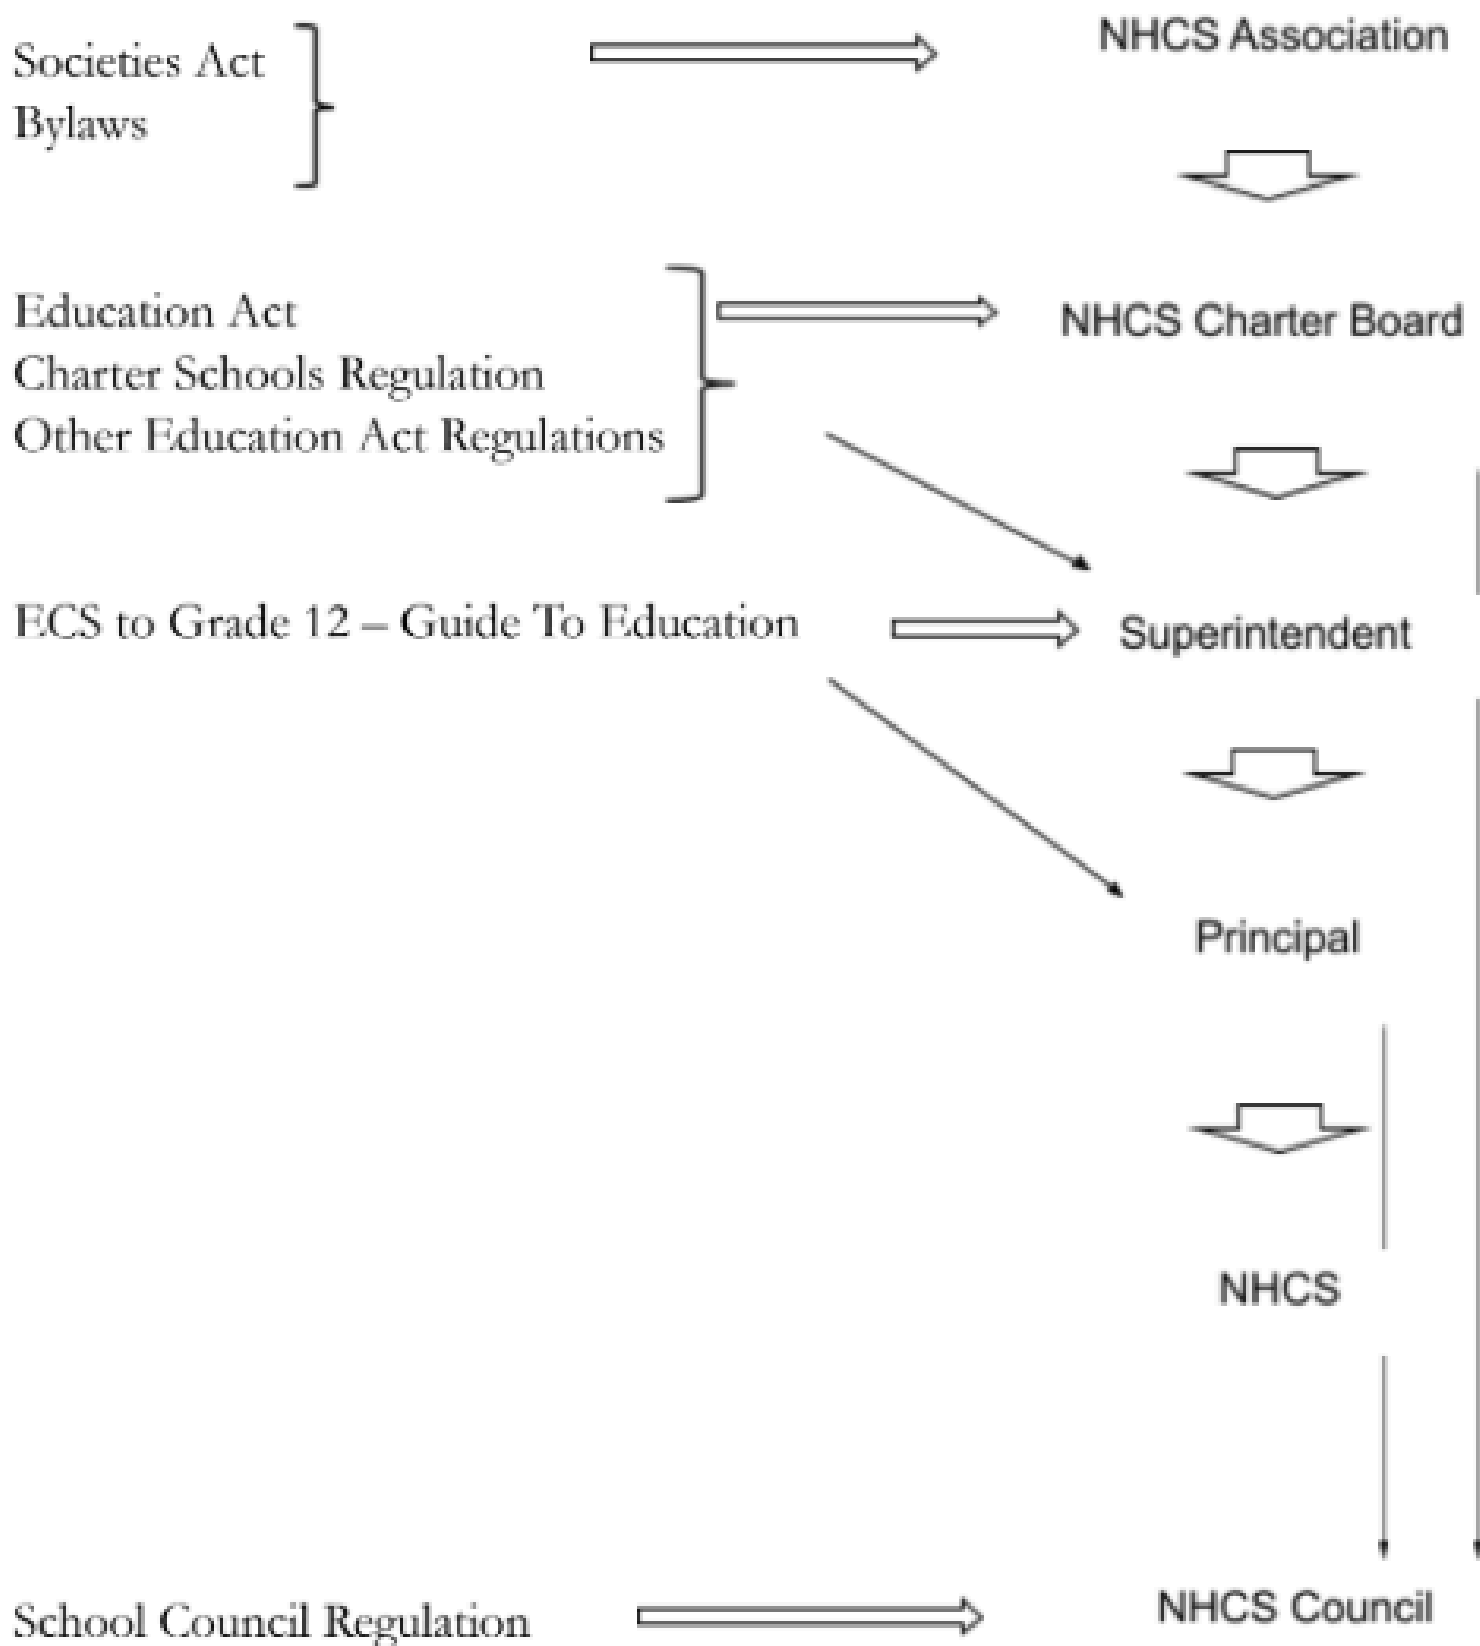 Societies Act
Bylaws
NHCS Association
Education Act
Charter Schools Regulation
Other Education Act Regulations
NHCS Charter Board
ECS to Grade 12 – Guide To Education
Superintendent
Principal
NHCS
School Council Regulation
NHCS Council